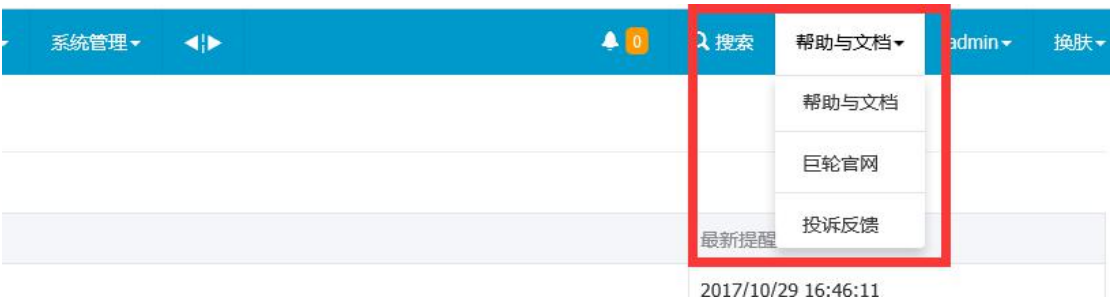 系统管理 0 搜索 帮助与文档 admin 换肤
帮助与文档
巨轮官网
投诉反馈
最新提醒
2017/10/29 16:46:11